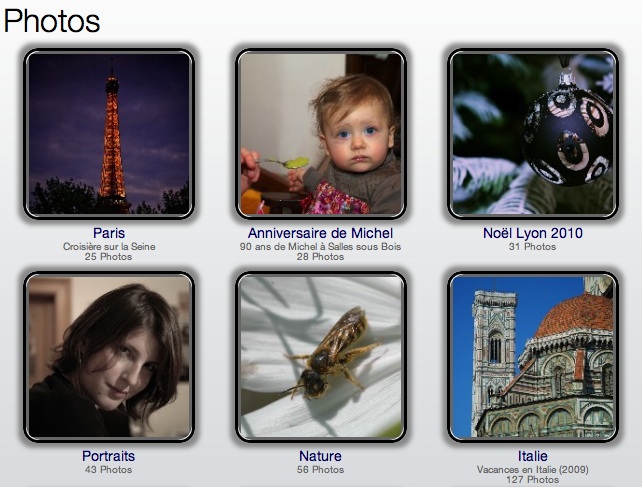 Photos
Paris
Croisière sur la Seine
25 Photos
Anniversaire de Michel
90 ans de Michel à Salles sous Bois
28 Photos
Noël Lyon 2010
31 Photos
Portraits
43 Photos
Nature
56 Photos
Italie
Vacances en Italie (2009)
127 Photos